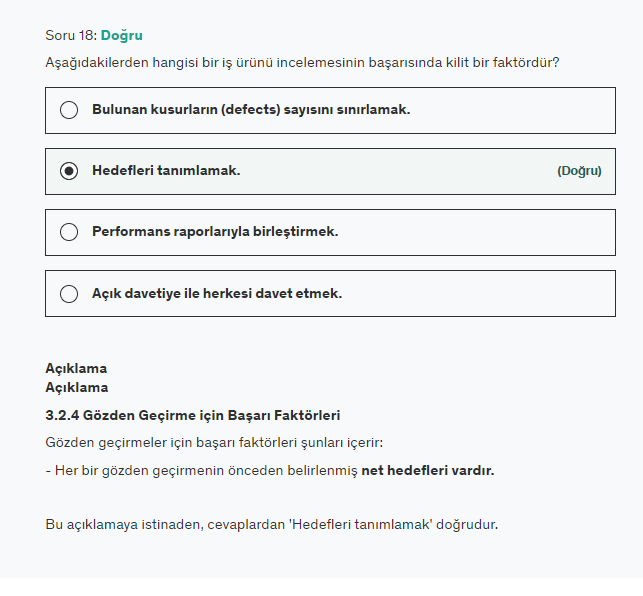 Soru 18: Doğru
Aşağıdakilerden hangisi bir iş ürünü incelemesinin başarısında kilit bir faktördür?
Bulunan kusurların (defects) sayısını sınırlamak.
Hedefleri tanımlamak. (Doğru)
Performans raporlarıyla birleştirmek.
Açık davetiye ile herkesi davet etmek.
Açıklama
Açıklama
3.2.4 Gözden Geçirme için Başarı Faktörleri
Gözden geçirmeler için başarı faktörleri şunları içerir:
- Her bir gözden geçirmenin önceden belirlenmiş net hedefleri vardır.
Bu açıklamaya istinaden, cevaplardan 'Hedefleri tanımlamak' doğrudur.